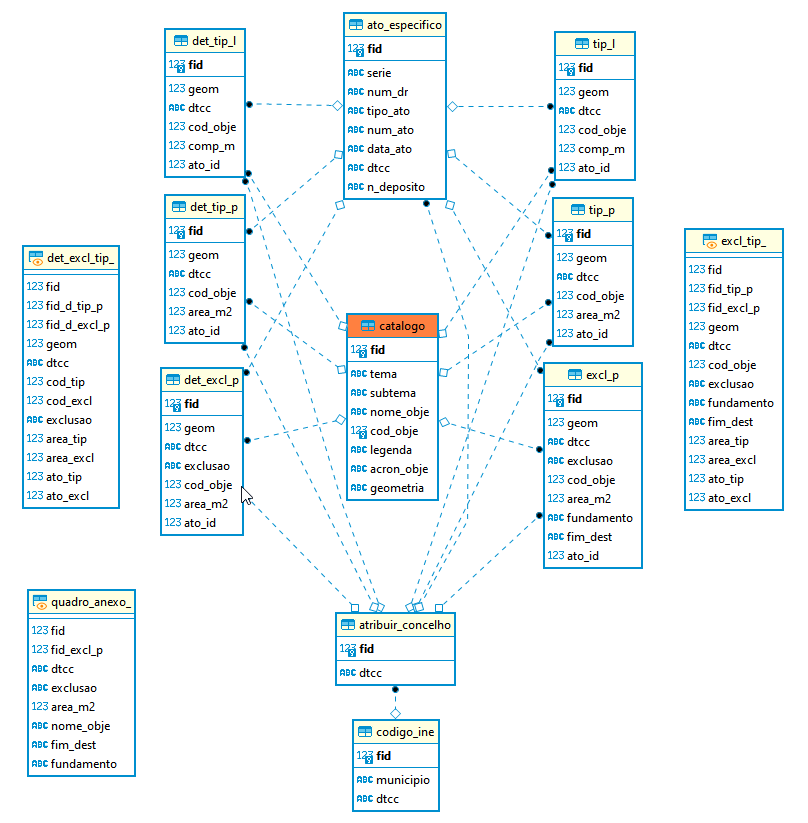 det_tip_l
123 fid
123 geom
ABC dtcc
123 cod_obje
123 comp_m
123 ato_id
ato_especifico
123 fid
ABC serie
ABC num_dr
ABC tipo_ato
ABC num_ato
ABC data_ato
ABC dtcc
ABC n_deposito
tip_l
123 fid
123 geom
ABC dtcc
123 cod_obje
123 comp_m
123 ato_id
det_tip_p
123 fid
123 geom
ABC dtcc
123 cod_obje
123 area_m2
123 ato_id
tip_p
123 fid
123 geom
ABC dtcc
123 cod_obje
123 area_m2
123 ato_id
det_excl_tip_
123 fid
123 fid_d_tip_p
123 fid_d_excl_p
123 geom
ABC dtcc
123 cod_tip
123 cod_excl
ABC exclusao
123 area_tip
123 area_excl
123 ato_tip
123 ato_excl
excl_tip_
123 fid
123 fid_tip_p
123 fid_excl_p
123 geom
ABC dtcc
123 cod_obje
ABC exclusao
ABC fundamento
ABC fim_dest
123 area_tip
123 area_excl
123 ato_tip
123 ato_excl
catalogo
123 fid
ABC tema
ABC subtema
ABC nome_obje
123 cod_obje
ABC legenda
ABC acron_obje
ABC geometria
det_excl_p
123 fid
123 geom
ABC dtcc
ABC exclusao
123 cod_obje
123 area_m2
123 ato_id
excl_p
123 fid
123 geom
ABC dtcc
ABC exclusao
123 cod_obje
123 area_m2
ABC fundamento
ABC fim_dest
123 ato_id
quadro_anexo_
123 fid
123 fid_excl_p
ABC dtcc
ABC exclusao
123 area_m2
ABC nome_obje
ABC fim_dest
ABC fundamento
atribuir_concelho
123 fid
ABC dtcc
codigo_ine
123 fid
ABC municipio
ABC dtcc